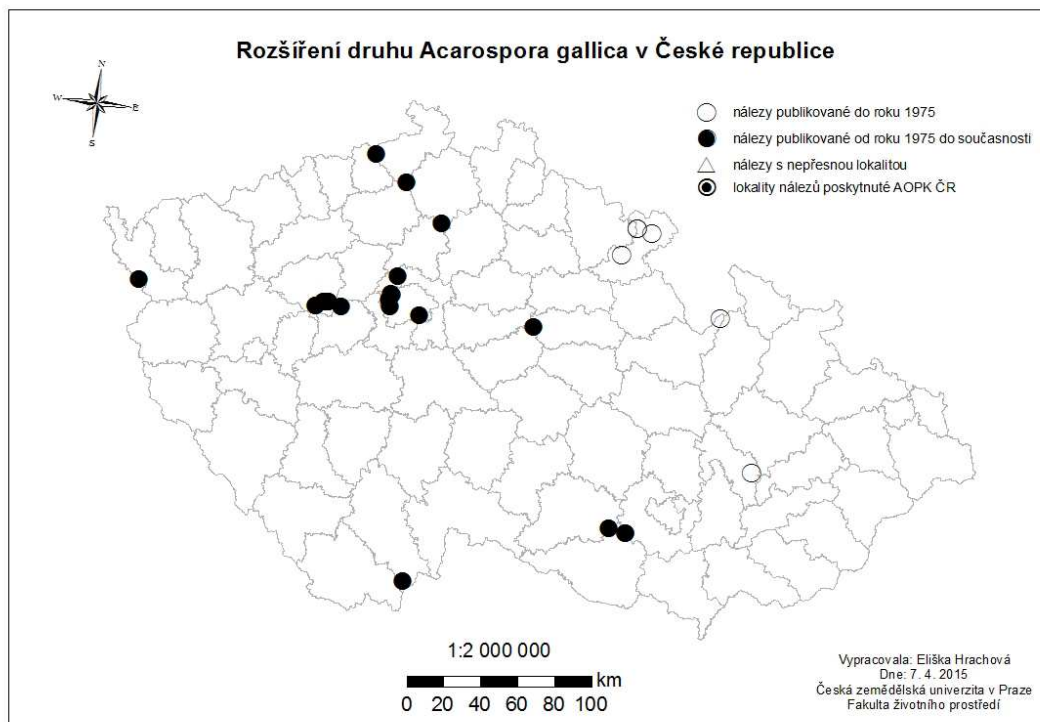 Rozšíření druhu Acarospora gallica v České republice
N
W
E
S
nálezy publikované do roku 1975
nálezy publikované od roku 1975 do současnosti
nálezy s nepřesnou lokalitou
lokality nálezů poskytnuté AOPK ČR
1:2 000 000
km
0 20 40 60 80 100
Vypracovala: Eliška Hrachová
Dne: 7. 4. 2015
Česká zemědělská univerzita v Praze
Fakulta životního prostředí